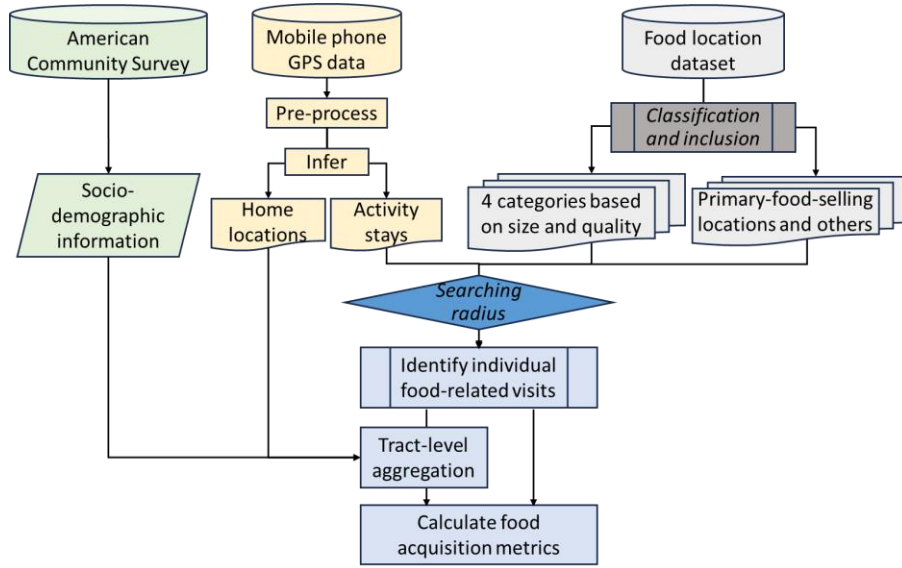 American
Community Survey
Mobile phone
GPS data
Food location
dataset
Pre-process
Classification
and inclusion
Infer
Socio-
demographic
information
Home
locations
Activity
stays
4 categories based
on size and quality
Primary-food-selling
locations and others
Searching
radius
Identify individual
food-related visits
Tract-level
aggregation
Calculate food
acquisition metrics